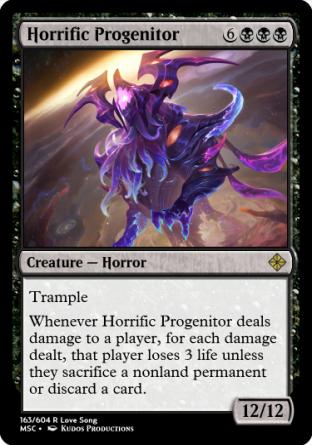 Horrific Progenitor 6
Creature — Horror
Trample
Whenever Horrific Progenitor deals
damage to a player, for each damage
dealt, that player loses 3 life unless
they sacrifice a nonland permanent
or discard a card.
12/12
163/604 R Love Song
MSC • Kudos Productions